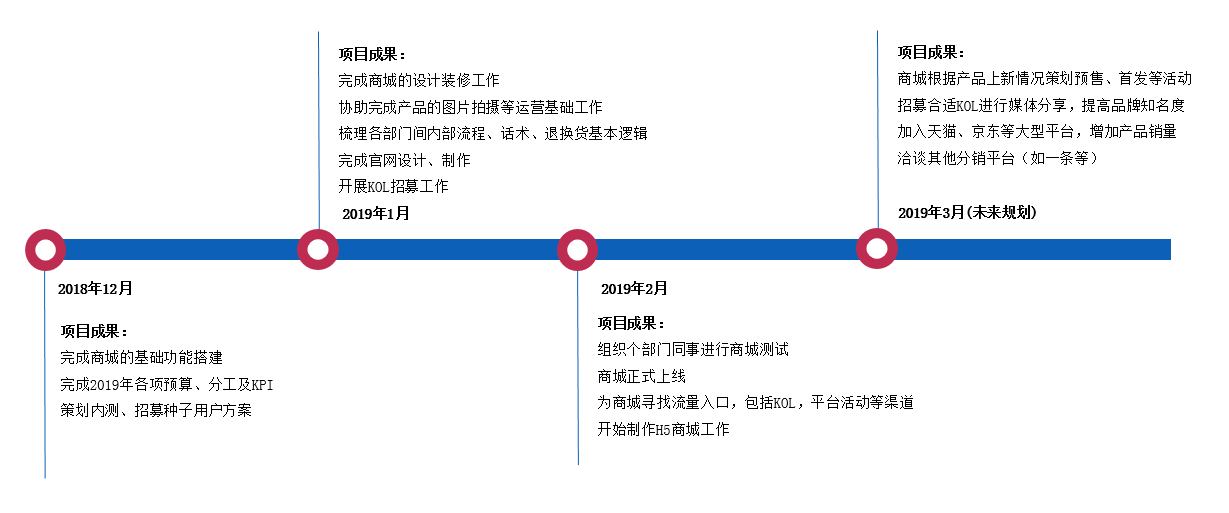 项目成果：
完成商城的设计装修工作
协助完成产品的图片拍摄等运营基础工作
梳理各部门间内部流程、话术、退换货基本逻辑
完成官网设计、制作
开展KOL招募工作
2019年1月
项目成果：
商城根据产品上新情况策划预售、首发等活动
招募合适KOL进行媒体分享，提高品牌知名度
加入天猫、京东等大型平台，增加产品销量
洽谈其他分销平台（如一条等）
2019年3月(未来规划)
2018年12月
项目成果：
完成商城的基础功能搭建
完成2019年各项预算、分工及KPI
策划内测、招募种子用户方案
2019年2月
项目成果：
组织个部门同事进行商城测试
商城正式上线
为商城寻找流量入口，包括KOL，平台活动等渠道
开始制作H5商城工作